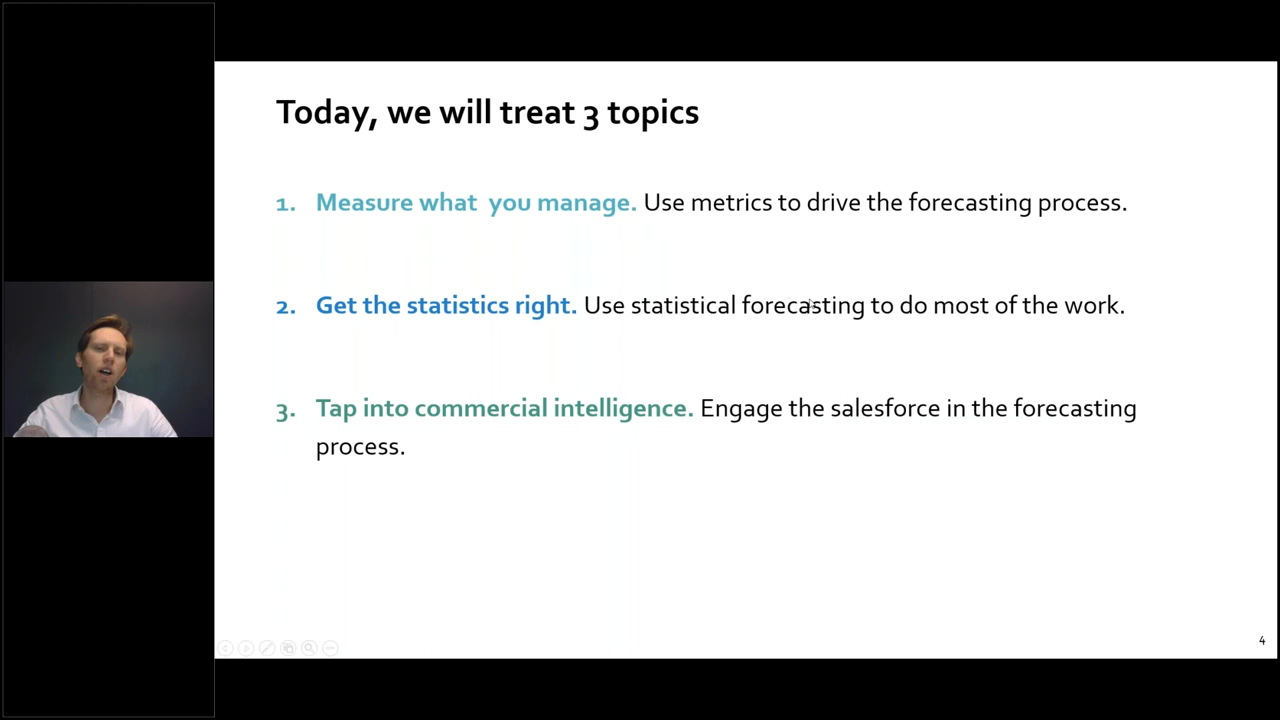 Today, we will treat 3 topics
1. Measure what you manage. Use metrics to drive the forecasting process.
2. Get the statistics right. Use statistical forecasting to do most of the work.
3. Tap into commercial intelligence. Engage the salesforce in the forecasting
process.
4